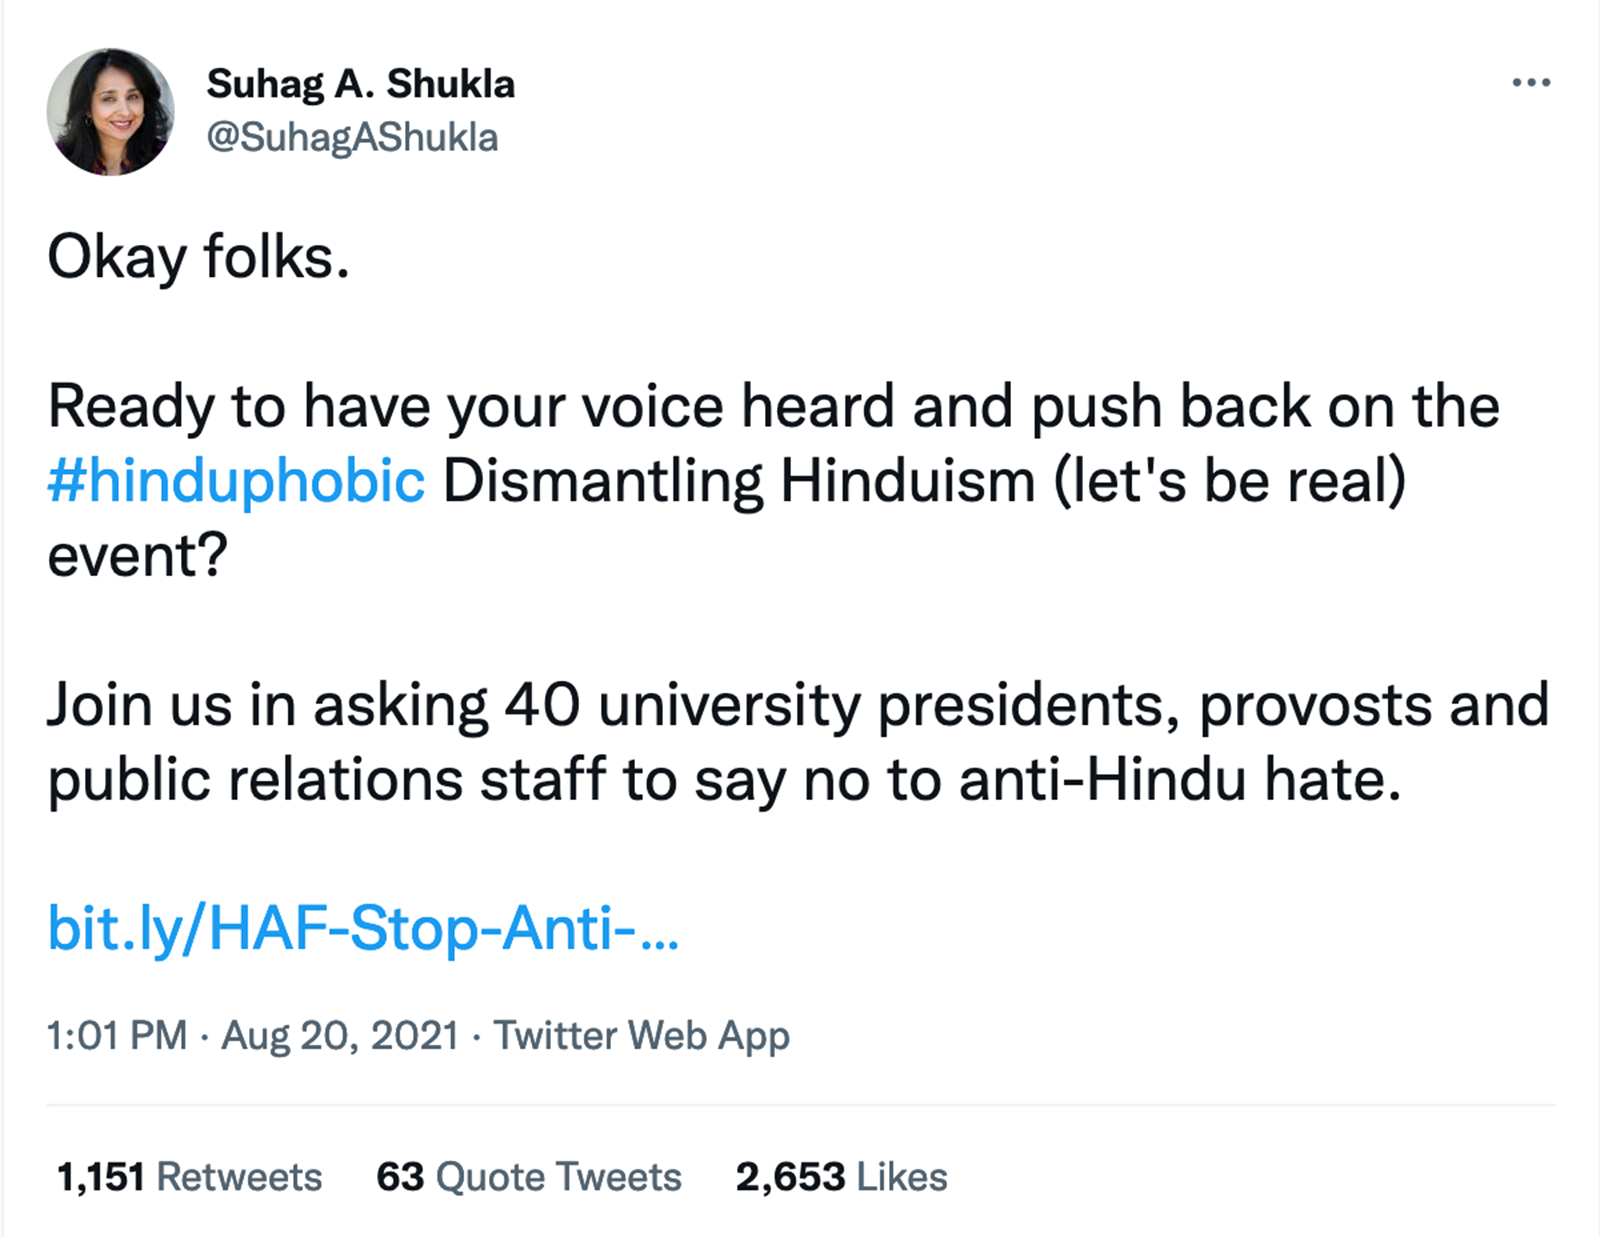 Suhag A. Shukla
@SuhagAShukla
Okay folks.
Ready to have your voice heard and push back on the
#hinduphobic Dismantling Hinduism (let's be real)
event?
Join us in asking 40 university presidents, provosts and
public relations staff to say no to anti-Hindu hate.
bit.ly/HAF-Stop-Anti-...
1:01 PM · Aug 20, 2021 · Twitter Web App
1,151 Retweets 63 Quote Tweets 2,653 Likes